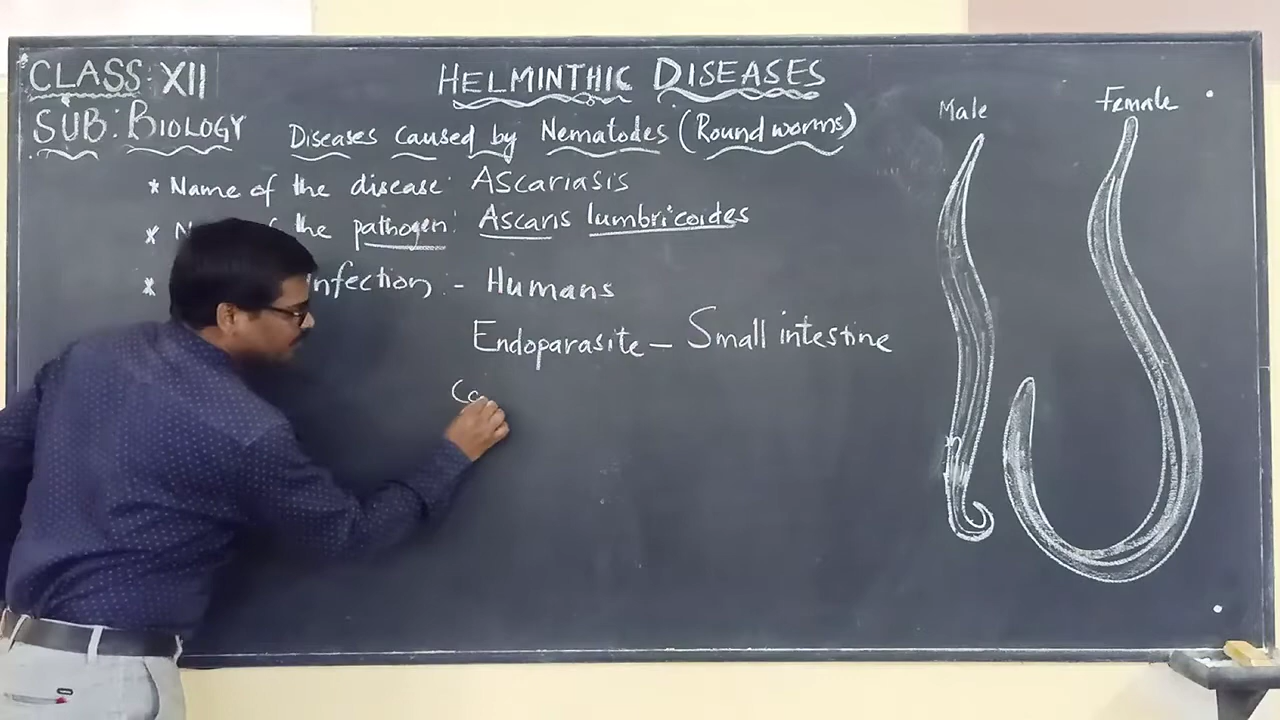 CLASS XII
HELMINTHIC DISEASES
SUB: BIOLOGY
Diseases caused by Nematodes (Round worms)
* Name of the disease: Ascariasis
* the pathogen: Ascaris lumbricoides
* infection :- Humans
Endoparasite - Small intestine
Male
Female